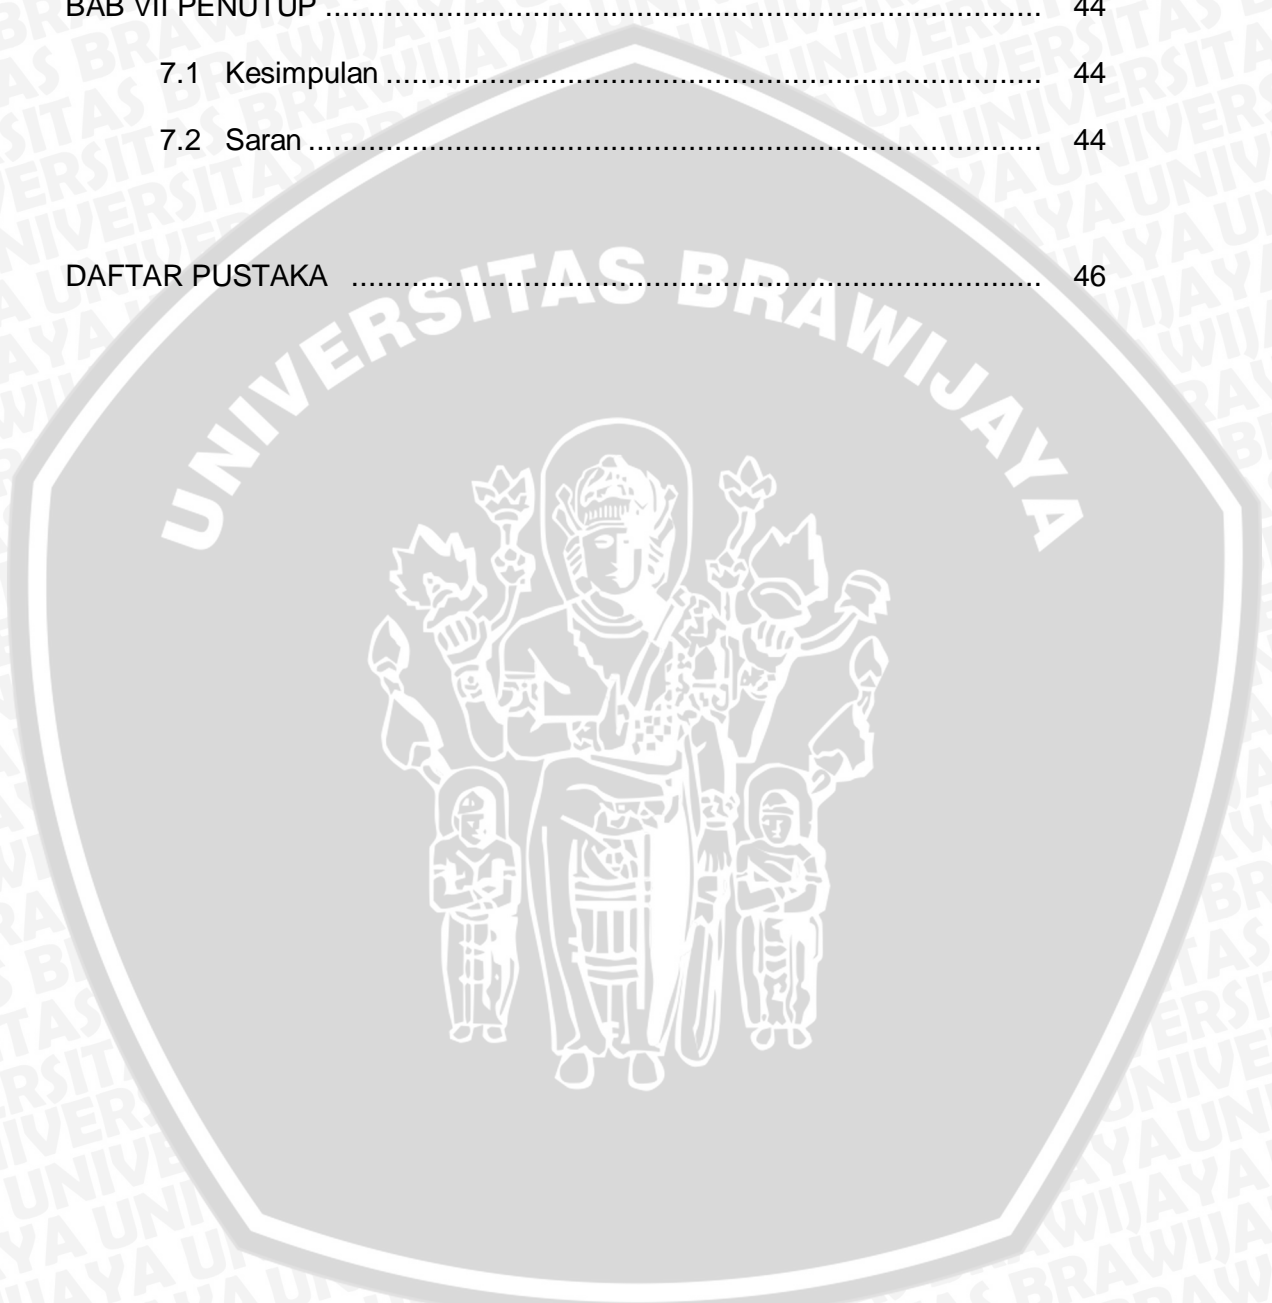 BAB VII PENUTUP ........................................................................................ 44
7.1 Kesimpulan ................................................................................ 44
7.2 Saran .......................................................................................... 44
DAFTAR PUSTAKA ..................................................................................... 46
UNIVERSITAS BRAWIJAYA